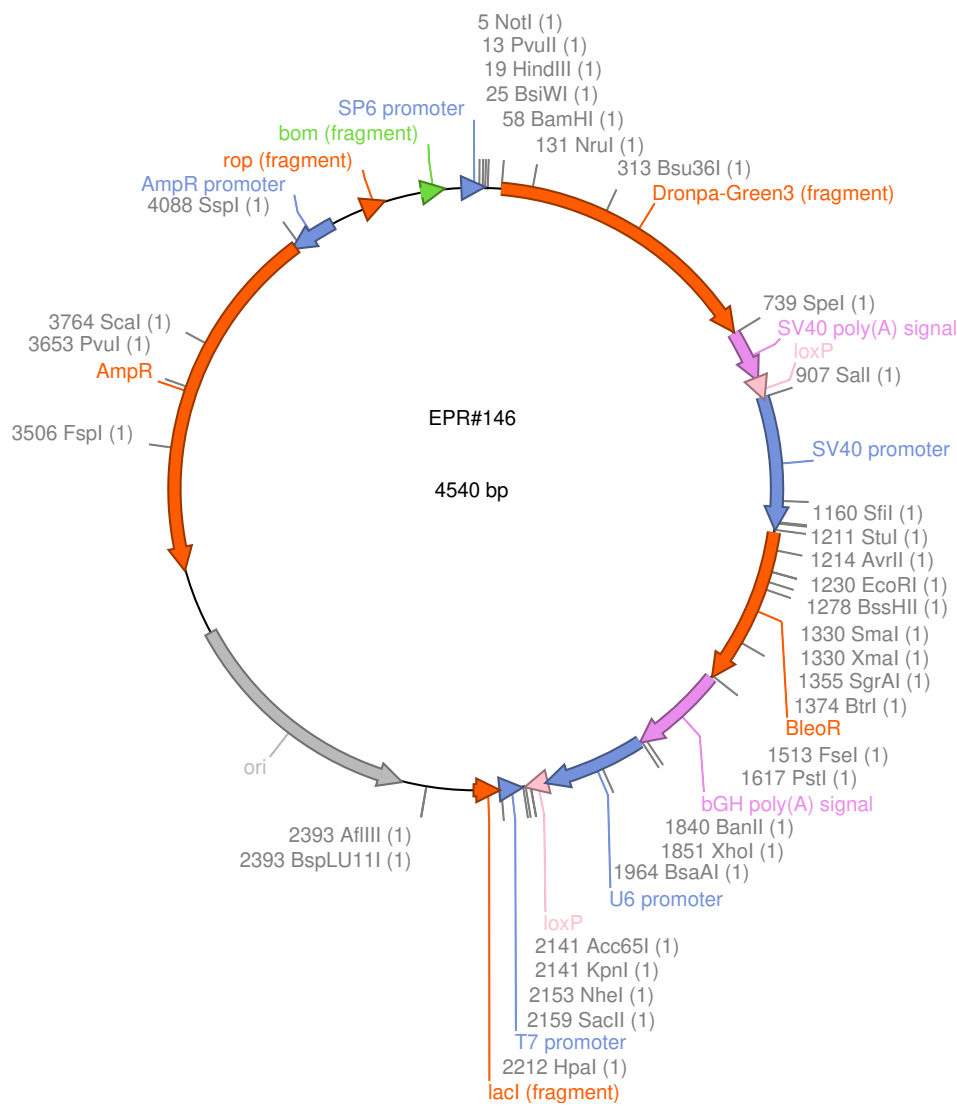 5 NotI (1)
13 PvuII (1)
19 HindIII (1)
25 BsiWI (1)
58 BamHI (1)
131 NruI (1)
313 Bsu36I (1)
Dronpa-Green3 (fragment)
SP6 promoter
bom (fragment)
rop (fragment)
AmpR promoter
4088 SspI (1)
739 SpeI (1)
SV40 poly(A) signal
loxP
907 SalI (1)
3764 ScaI (1)
3653 PvuI (1)
AmpR
3506 FspI (1)
EPR#146
4540 bp
SV40 promoter
1160 SfiI (1)
1211 StuI (1)
1214 AvrII (1)
1230 EcoRI (1)
1278 BssHII (1)
1330 SmaI (1)
1330 XmaI (1)
1355 SgrAI (1)
1374 BtrI (1)
BleoR
1513 FseI (1)
1617 PstI (1)
bGH poly(A) signal
1840 BanII (1)
1851 XhoI (1)
1964 BsaAI (1)
U6 promoter
ori
2393 AflIII (1)
2393 BspLU11I (1)
loxP
2141 Acc65I (1)
2141 KpnI (1)
2153 NheI (1)
2159 SacII (1)
T7 promoter
2212 HpaI (1)
lacI (fragment)